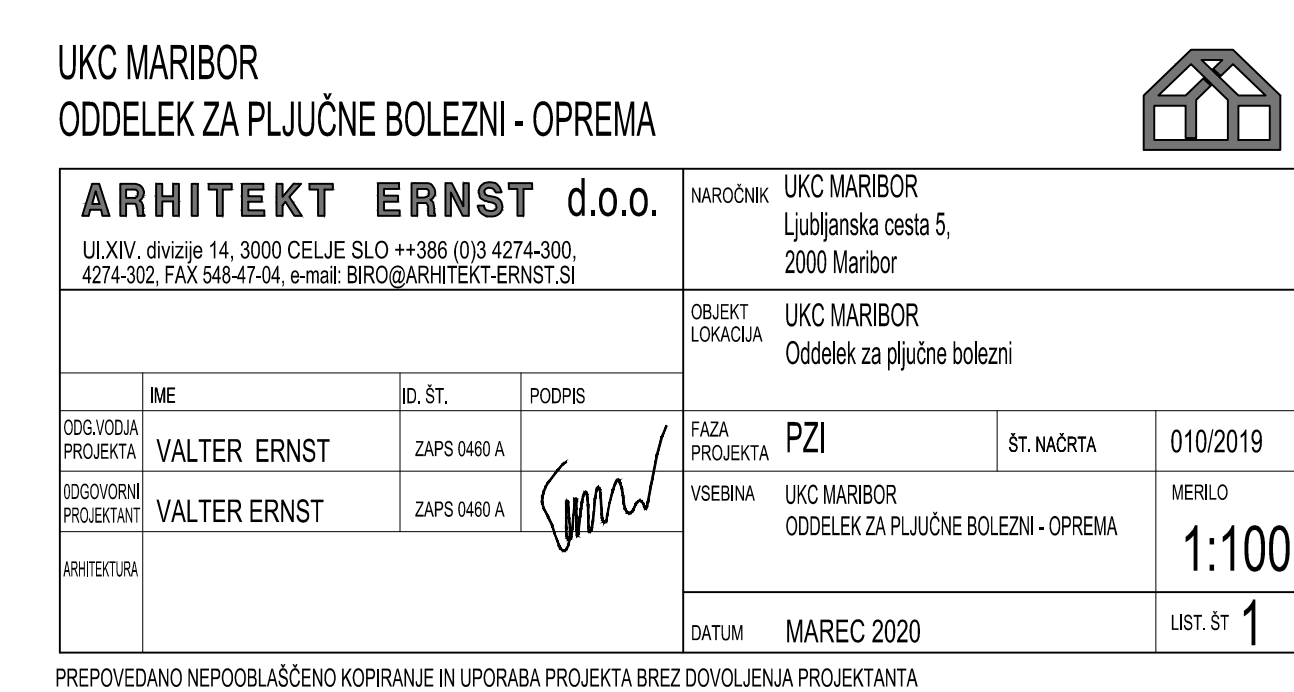 UKC MARIBOR
ODDELEK ZA PLJUČNE BOLEZNI - OPREMA
ARHITEKT ERNST d.o.o.
Ul.XIV. divizije 14, 3000 CELJE SLO ++386 (0)3 4274-300,
4274-302, FAX 548-47-04, e-mail: BIRO@ARHITEKT-ERNST.SI
NAROČNIK UKC MARIBOR
Ljubljanska cesta 5,
2000 Maribor
OBJEKT
LOKACIJA
UKC MARIBOR
Oddelek za pljučne bolezni
IME ID. ŠT. PODPIS
ODG.VODJA
PROJEKTA
VALTER ERNST ZAPS 0460 A
ODGOVORNI
PROJEKTANT
VALTER ERNST ZAPS 0460 A
ARHITEKTURA
FAZA
PROJEKTA
PZI ŠT. NAČRTA 010/2019
VSEBINA UKC MARIBOR
ODDELEK ZA PLJUČNE BOLEZNI - OPREMA
MERILO
1:100
DATUM MAREC 2020 LIST. ŠT 1
PREPOVEDANO NEPOOBLAŠČENO KOPIRANJE IN UPORABA PROJEKTA BREZ DOVOLJENJA PROJEKTANTA